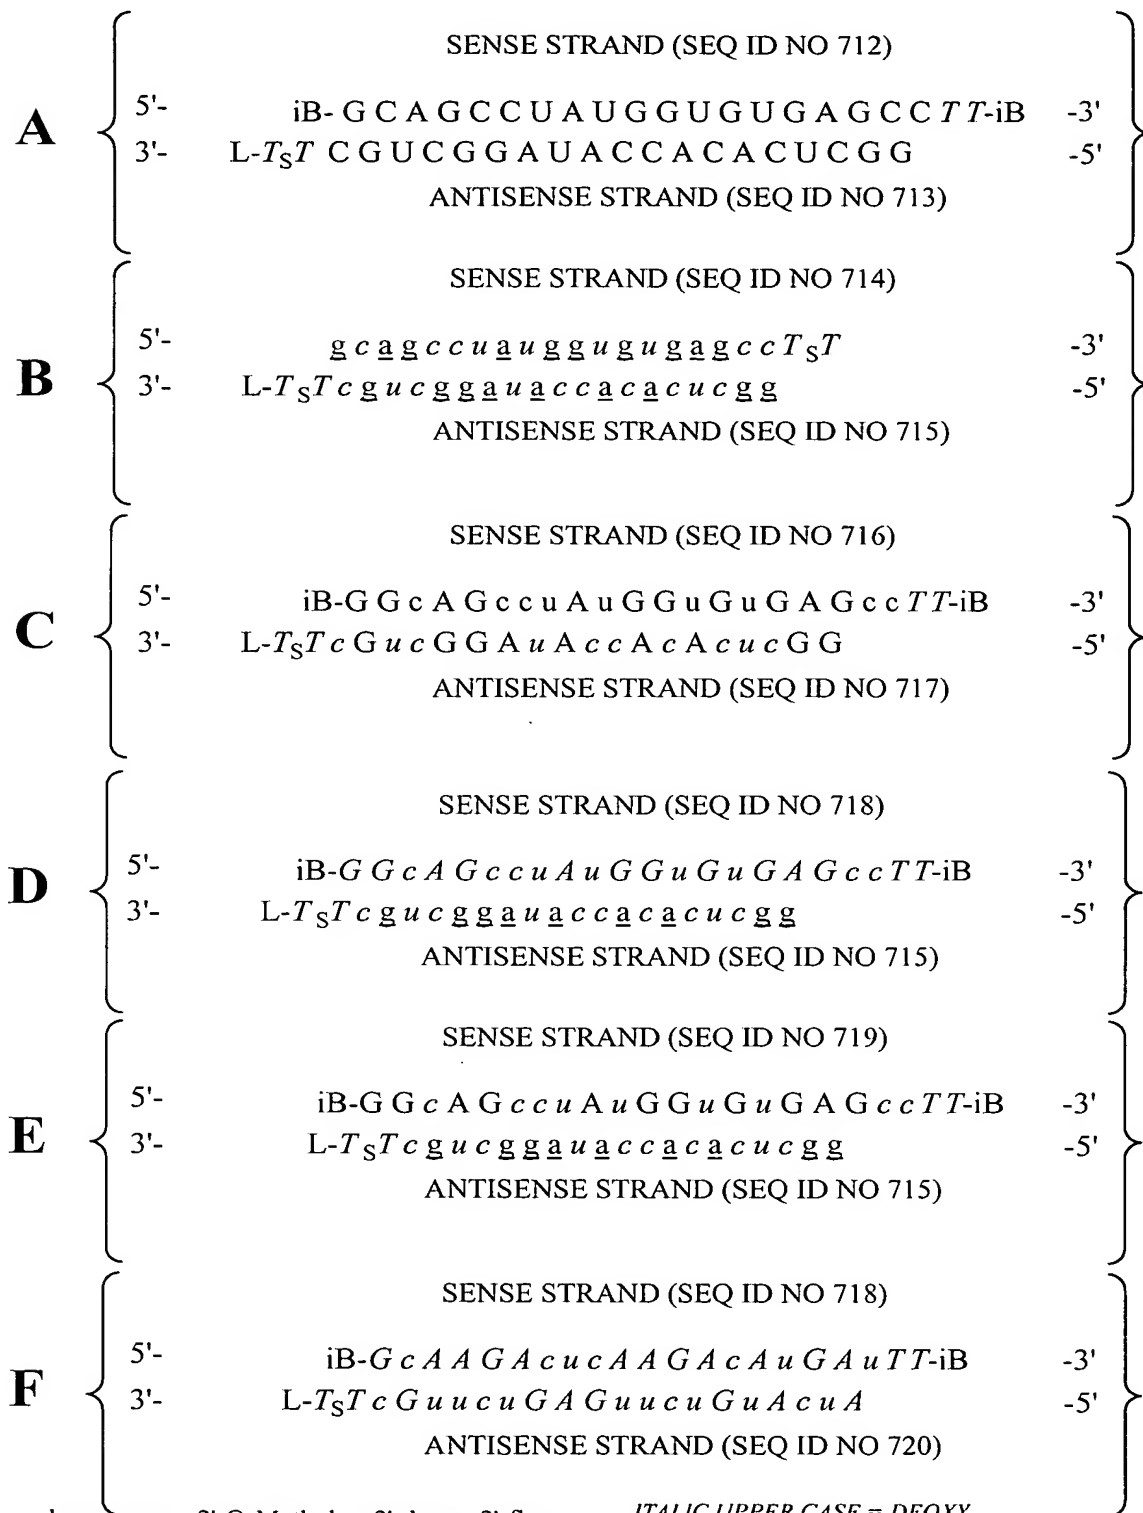 SENSE STRAND (SEQ ID NO 712)
A
5'- iB- G C A G C C U A U G G U G U G A G C C T T-iB -3'
3'- L-TST C G U C G G A U A C C A C A C U C G G -5'
ANTISENSE STRAND (SEQ ID NO 713)
SENSE STRAND (SEQ ID NO 714)
B
5'- g c a g c c u a u g g u g u g a g c c T S T -3'
3'- L-T S T c g u c g g a u a c c a c a c u c g g -5'
ANTISENSE STRAND (SEQ ID NO 715)
SENSE STRAND (SEQ ID NO 716)
C
5'- iB-G G c A G c c u A u G G u G u G A G c c T T-iB -3'
3'- L-TST c G u c G G A u A c c A c A c u c G G -5'
ANTISENSE STRAND (SEQ ID NO 717)
SENSE STRAND (SEQ ID NO 718)
D
5'- iB-G G c A G c c u A u G G u G u G A G c c T T-iB -3'
3'- L-T S T c g u c g g a u a c c a c a c u c g g -5'
ANTISENSE STRAND (SEQ ID NO 715)
SENSE STRAND (SEQ ID NO 719)
E
5'- iB-G G c A G c c u A u G G u G u G A G c c T T-iB -3'
3'- L-T S T c g u c g g a u a c c a c a c u c g g -5'
ANTISENSE STRAND (SEQ ID NO 715)
SENSE STRAND (SEQ ID NO 718)
F
5'- iB-G c A A G A c u c A A G A c A u G A u T T-iB -3'
3'- L-TST c G u u c u G A G u u c u G u A c u A -5'
ANTISENSE STRAND (SEQ ID NO 720)
ITALIC UPPER CASE = DEOXY